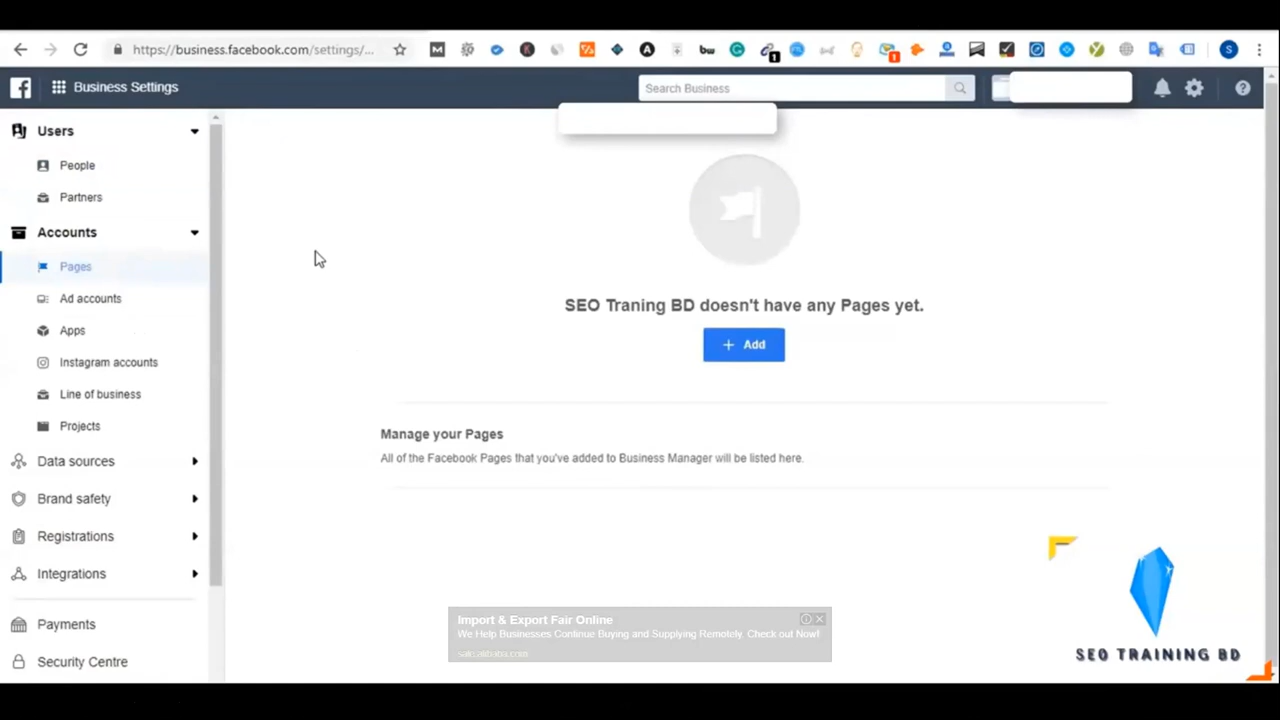 https://business.facebook.com/settings/...
Business Settings
Search Business
Users
People
Partners
Accounts
Pages
Ad accounts
Apps
Instagram accounts
Line of business
Projects
Data sources
Brand safety
Registrations
Integrations
Payments
Security Centre
SEO Traning BD doesn't have any Pages yet.
+ Add
Manage your Pages
All of the Facebook Pages that you've added to Business Manager will be listed here.
Import & Export Fair Online
We Help Businesses Continue Buying and Supplying Remotely. Check out Now!
sale.alibaba.com
SEO TRAINING BD